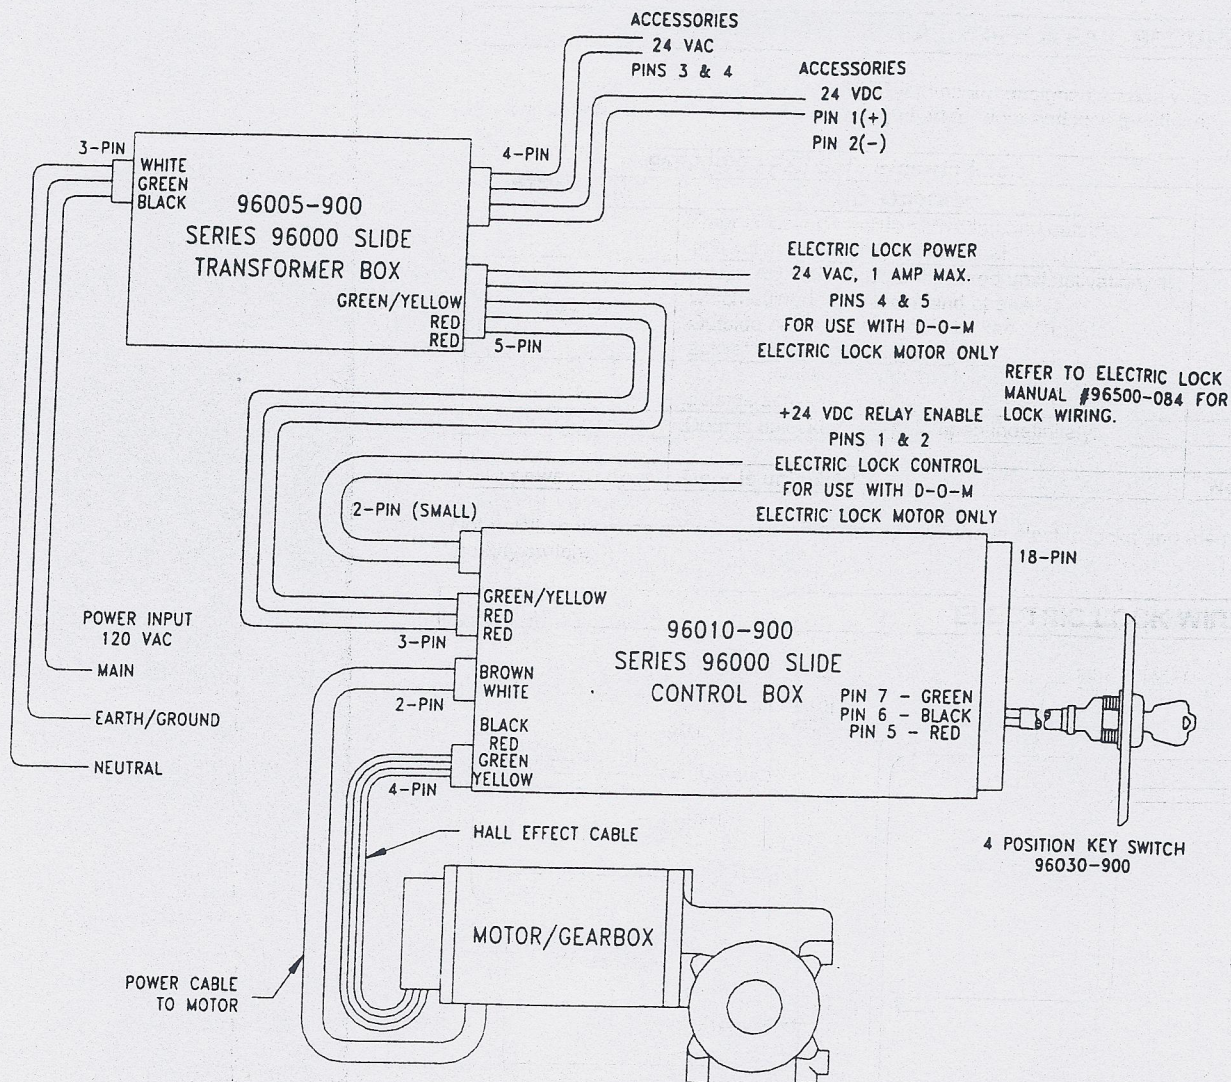 ACCESSORIES
24 VAC
PINS 3 & 4
ACCESSORIES
24 VDC
PIN 1(+)
PIN 2(-)
3-PIN
WHITE
GREEN
BLACK
4-PIN
96005-900
SERIES 96000 SLIDE
TRANSFORMER BOX
GREEN/YELLOW
RED
RED
5-PIN
ELECTRIC LOCK POWER
24 VAC, 1 AMP MAX.
PINS 4 & 5
FOR USE WITH D-O-M
ELECTRIC LOCK MOTOR ONLY
REFER TO ELECTRIC LOCK
MANUAL #96500-084 FOR
LOCK WIRING.
+24 VDC RELAY ENABLE
PINS 1 & 2
ELECTRIC LOCK CONTROL
FOR USE WITH D-O-M
ELECTRIC LOCK MOTOR ONLY
2-PIN (SMALL)
18-PIN
GREEN/YELLOW
RED
RED
3-PIN
96010-900
SERIES 96000 SLIDE
CONTROL BOX
BROWN
WHITE
2-PIN
PIN 7 - GREEN
PIN 6 - BLACK
PIN 5 - RED
BLACK
RED
GREEN
YELLOW
4-PIN
POWER INPUT
120 VAC
MAIN
EARTH/GROUND
NEUTRAL
HALL EFFECT CABLE
4 POSITION KEY SWITCH
96030-900
MOTOR/GEARBOX
POWER CABLE
TO MOTOR